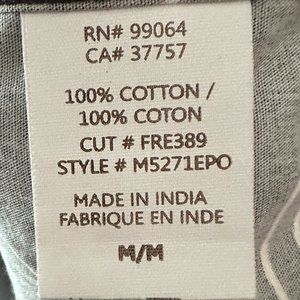 RN# 99064
CA# 37757
100% COTTON /
100% COTON
CUT # FRE389
STYLE # M5271EPO
MADE IN INDIA
FABRIQUE EN INDE
M/M